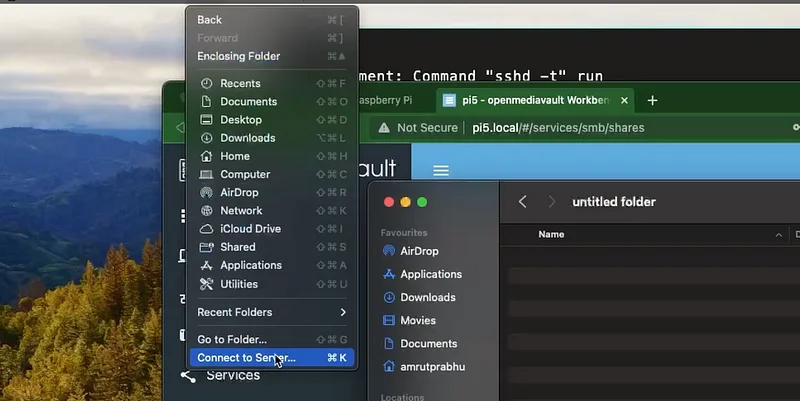 Back ⌘ [
Forward ⌘ ]
Enclosing Folder ⌘▲
Recents ⇧⌘F
Documents ⇧⌘O
Desktop ⇧⌘D
Downloads ⌥⌘L
Home ⇧⌘H
Computer ⇧⌘C
AirDrop ⇧⌘R
Network ⇧⌘K
iCloud Drive ⇧⌘I
Shared ⇧⌘S
Applications ⇧⌘A
Utilities ⇧⌘U
Recent Folders
Go to Folder... ⇧⌘G
Connect to Server... ⌘K
Services
ment: Command "sshd -t" run
aspberry Pi
pi5 - openmediavault Workben
Not Secure
pi5.local/#/services/smb/shares
ault
untitled folder
Name
D
Favourites
AirDrop
Applications
Downloads
Movies
Documents
amrutprabhu
Locations